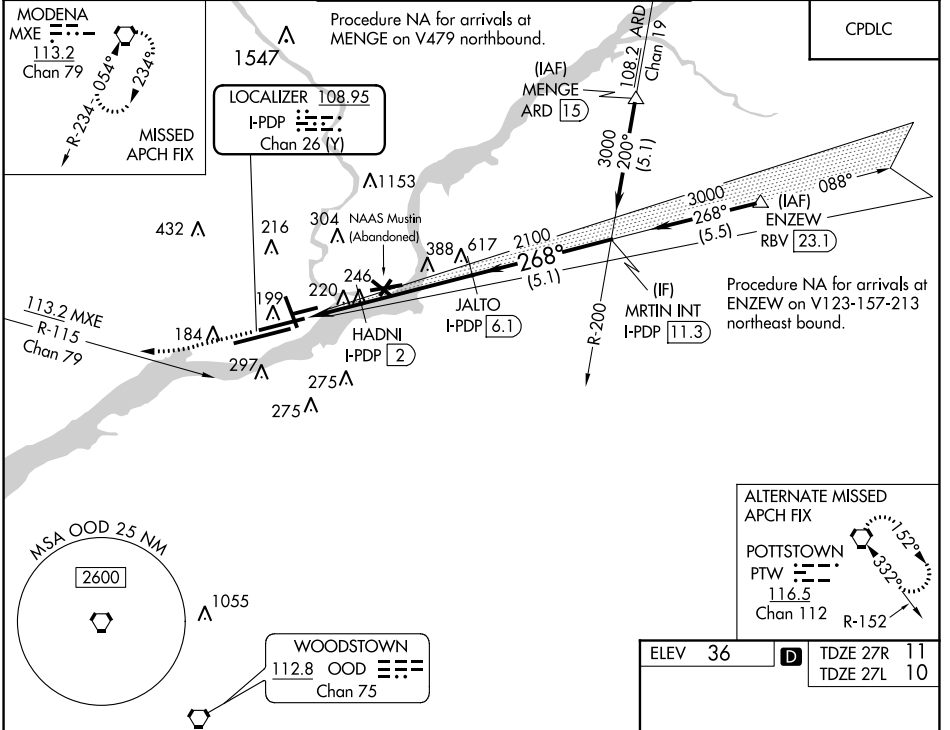 MODENA
MXE
113.2
Chan 79
054°
234°
R-234
MISSED
APCH FIX
1547
Procedure NA for arrivals at
MENGE on V479 northbound.
CPDLC
LOCALIZER 108.95
I-PDP
Chan 26 (Y)
108.2 ARD
Chan 19
(IAF)
MENGE
ARD 15
3000
200°
(5.1)
1153
432
216
304
NAAS Mustin
(Abandoned)
388
617
2100
268°
(5.1)
3000
268°
(5.5)
088°
(IAF)
ENZEW
RBV 23.1
246
220
199
184
JALTO
I-PDP 6.1
HADNI
I-PDP 2
(IF)
MRTIN INT
I-PDP 11.3
R-200
Procedure NA for arrivals at
ENZEW on V123-157-213
northeast bound.
113.2 MXE
R-115
Chan 79
297
275
275
MSA OOD 25 NM
2600
1055
WOODSTOWN
112.8 OOD
Chan 75
ALTERNATE MISSED
APCH FIX
POTTSTOWN
PTW
116.5
Chan 112
152°
332°
R-152
ELEV 36
D
TDZE 27R 11
TDZE 27L 10